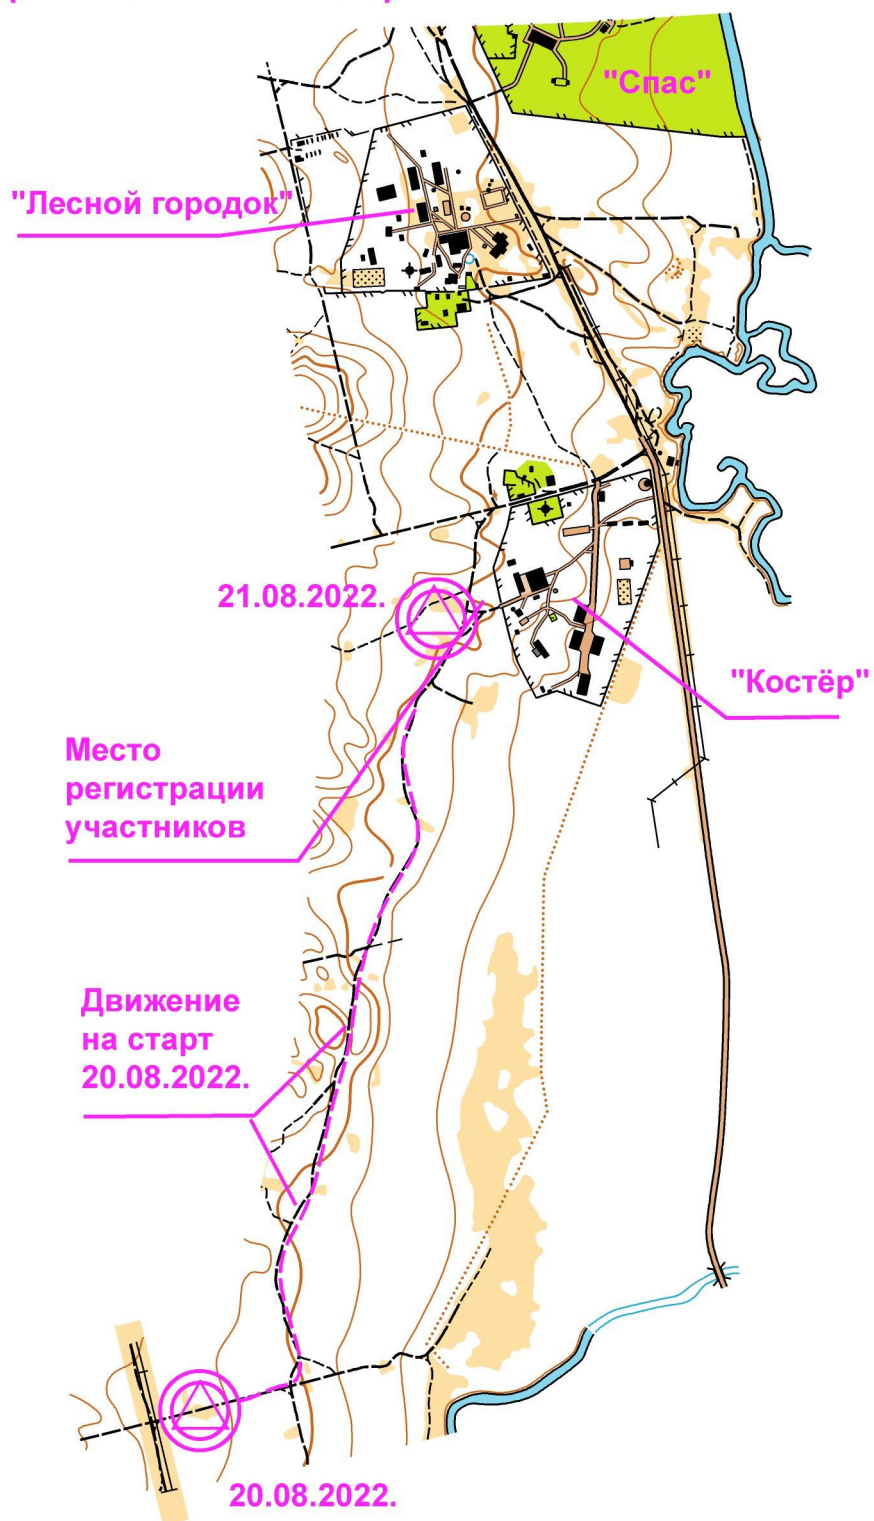 "Спас"
"Лесной городок"
21.08.2022.
"Костёр"
Место
регистрации
участников
Движение
на старт
20.08.2022.
20.08.2022.